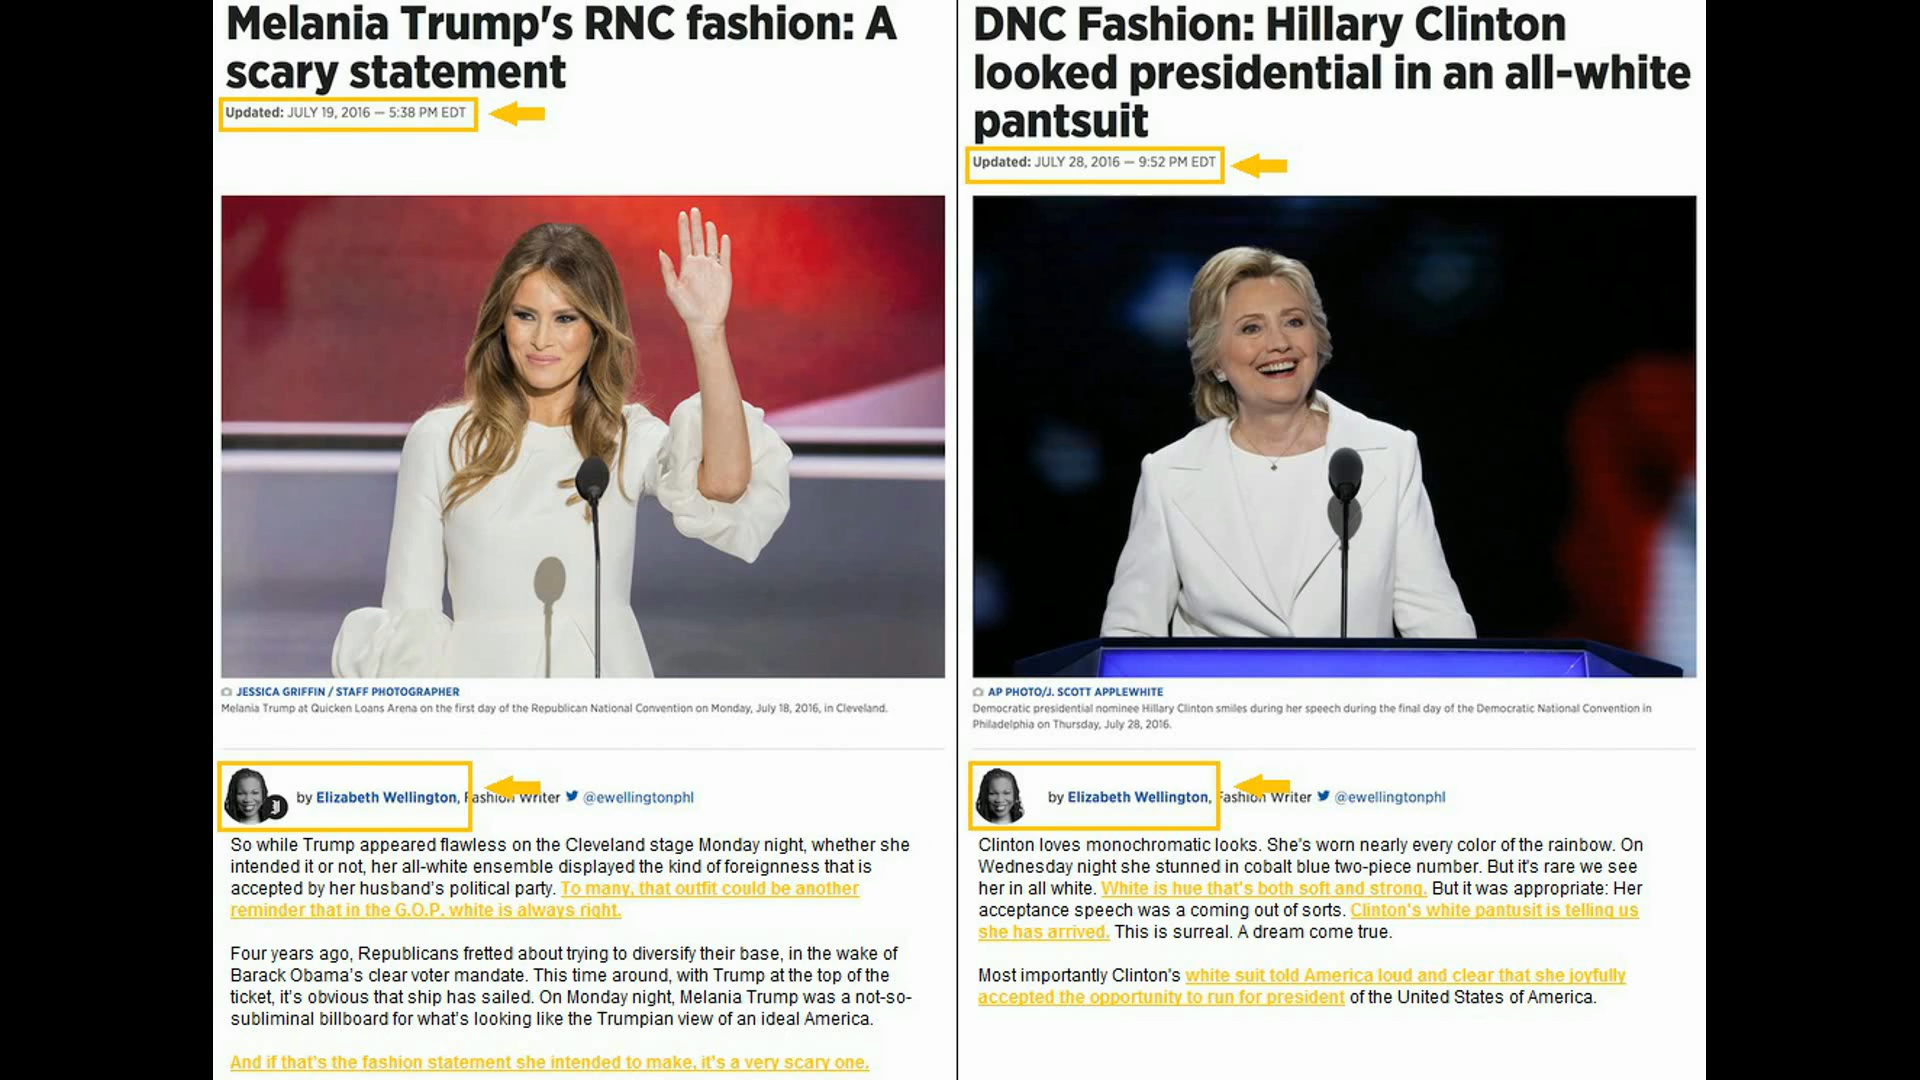 Melania Trump's RNC fashion: A
scary statement
Updated: JULY 19, 2016 — 5:38 PM EDT
JESSICA GRIFFIN / STAFF PHOTOGRAPHER
Melania Trump at Quicken Loans Arena on the first day of the Republican National Convention on Monday, July 18, 2016, in Cleveland.
by Elizabeth Wellington, Fashion Writer @ewellingtonphl
So while Trump appeared flawless on the Cleveland stage Monday night, whether she
intended it or not, her all-white ensemble displayed the kind of foreignness that is
accepted by her husband's political party. To many, that outfit could be another
reminder that in the G.O.P. white is always right.
Four years ago, Republicans fretted about trying to diversify their base, in the wake of
Barack Obama's clear voter mandate. This time around, with Trump at the top of the
ticket, it's obvious that ship has sailed. On Monday night, Melania Trump was a not-so-
subliminal billboard for what's looking like the Trumpian view of an ideal America.
And if that's the fashion statement she intended to make, it's a very scary one.
DNC Fashion: Hillary Clinton
looked presidential in an all-white
pantsuit
Updated: JULY 28, 2016 — 9:52 PM EDT
AP PHOTO/J. SCOTT APPLEWHITE
Democratic presidential nominee Hillary Clinton smiles during her speech during the final day of the Democratic National Convention in
Philadelphia on Thursday, July 28, 2016.
by Elizabeth Wellington, Fashion Writer @ewellingtonphl
Clinton loves monochromatic looks. She's worn nearly every color of the rainbow. On
Wednesday night she stunned in cobalt blue two-piece number. But it's rare we see
her in all white. White is hue that's both soft and strong. But it was appropriate: Her
acceptance speech was a coming out of sorts. Clinton's white pantusit is telling us
she has arrived. This is surreal. A dream come true.
Most importantly Clinton's white suit told America loud and clear that she joyfully
accepted the opportunity to run for president of the United States of America.